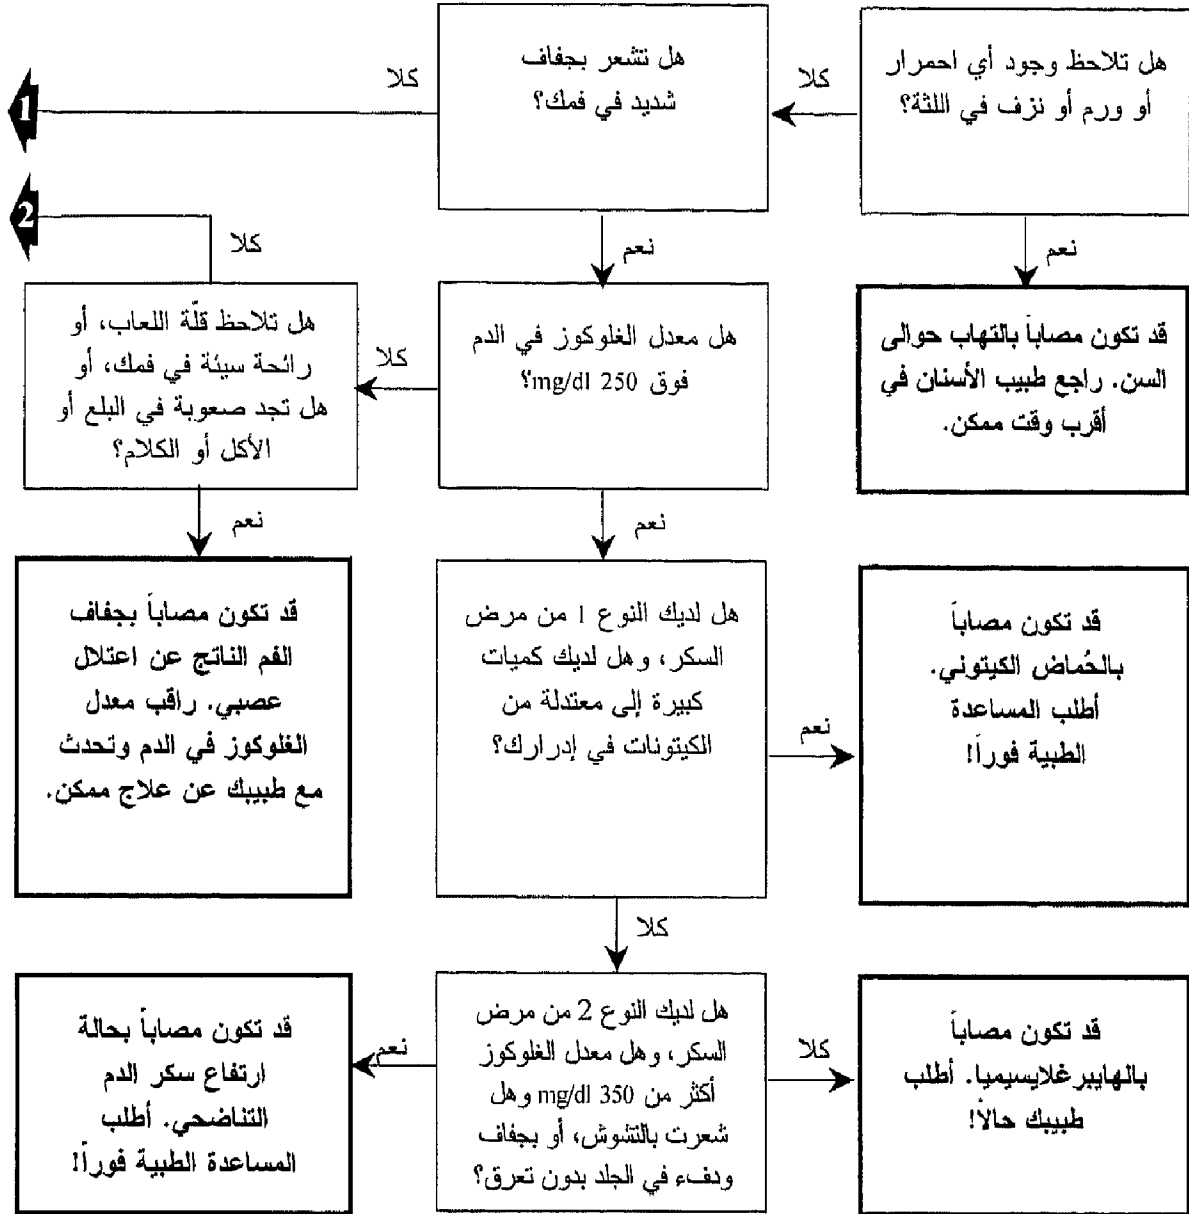 هل تلاحظ وجود أي احمرار
أو ورم أو نزف في اللثة؟
كلا
هل تشعر بجفاف
شديد في فمك؟
كلا
1
2
نعم
نعم
كلا
قد تكون مصاباً بالتهاب حوالى
السن. راجع طبيب الأسنان في
أقرب وقت ممكن.
هل معدل الغلوكوز في الدم
فوق 250 mg/dl؟
كلا
هل تلاحظ قلّة اللعاب، أو
رائحة سيئة في فمك، أو
هل تجد صعوبة في البلع أو
الأكل أو الكلام؟
نعم
نعم
قد تكون مصاباً
بالحُماض الكيتوني.
أطلب المساعدة
الطبية فوراً!
نعم
هل لديك النوع 1 من مرض
السكر، وهل لديك كميات
كبيرة إلى معتدلة من
الكيتونات في إدرارك؟
قد تكون مصاباً بجفاف
الفم الناتج عن اعتلال
عصبي. راقب معدل
الغلوكوز في الدم وتحدث
مع طبيبك عن علاج ممكن.
كلا
قد تكون مصاباً
بالهايبرغلايسيميا. أطلب
طبيبك حالاً!
كلا
هل لديك النوع 2 من مرض
السكر، وهل معدل الغلوكوز
أكثر من 350 mg/dl وهل
شعرت بالتشوش، أو بجفاف
ودفء في الجلد بدون تعرق؟
نعم
قد تكون مصاباً بحالة
ارتفاع سكر الدم
التناضحي. أطلب
المساعدة الطبية فوراً!